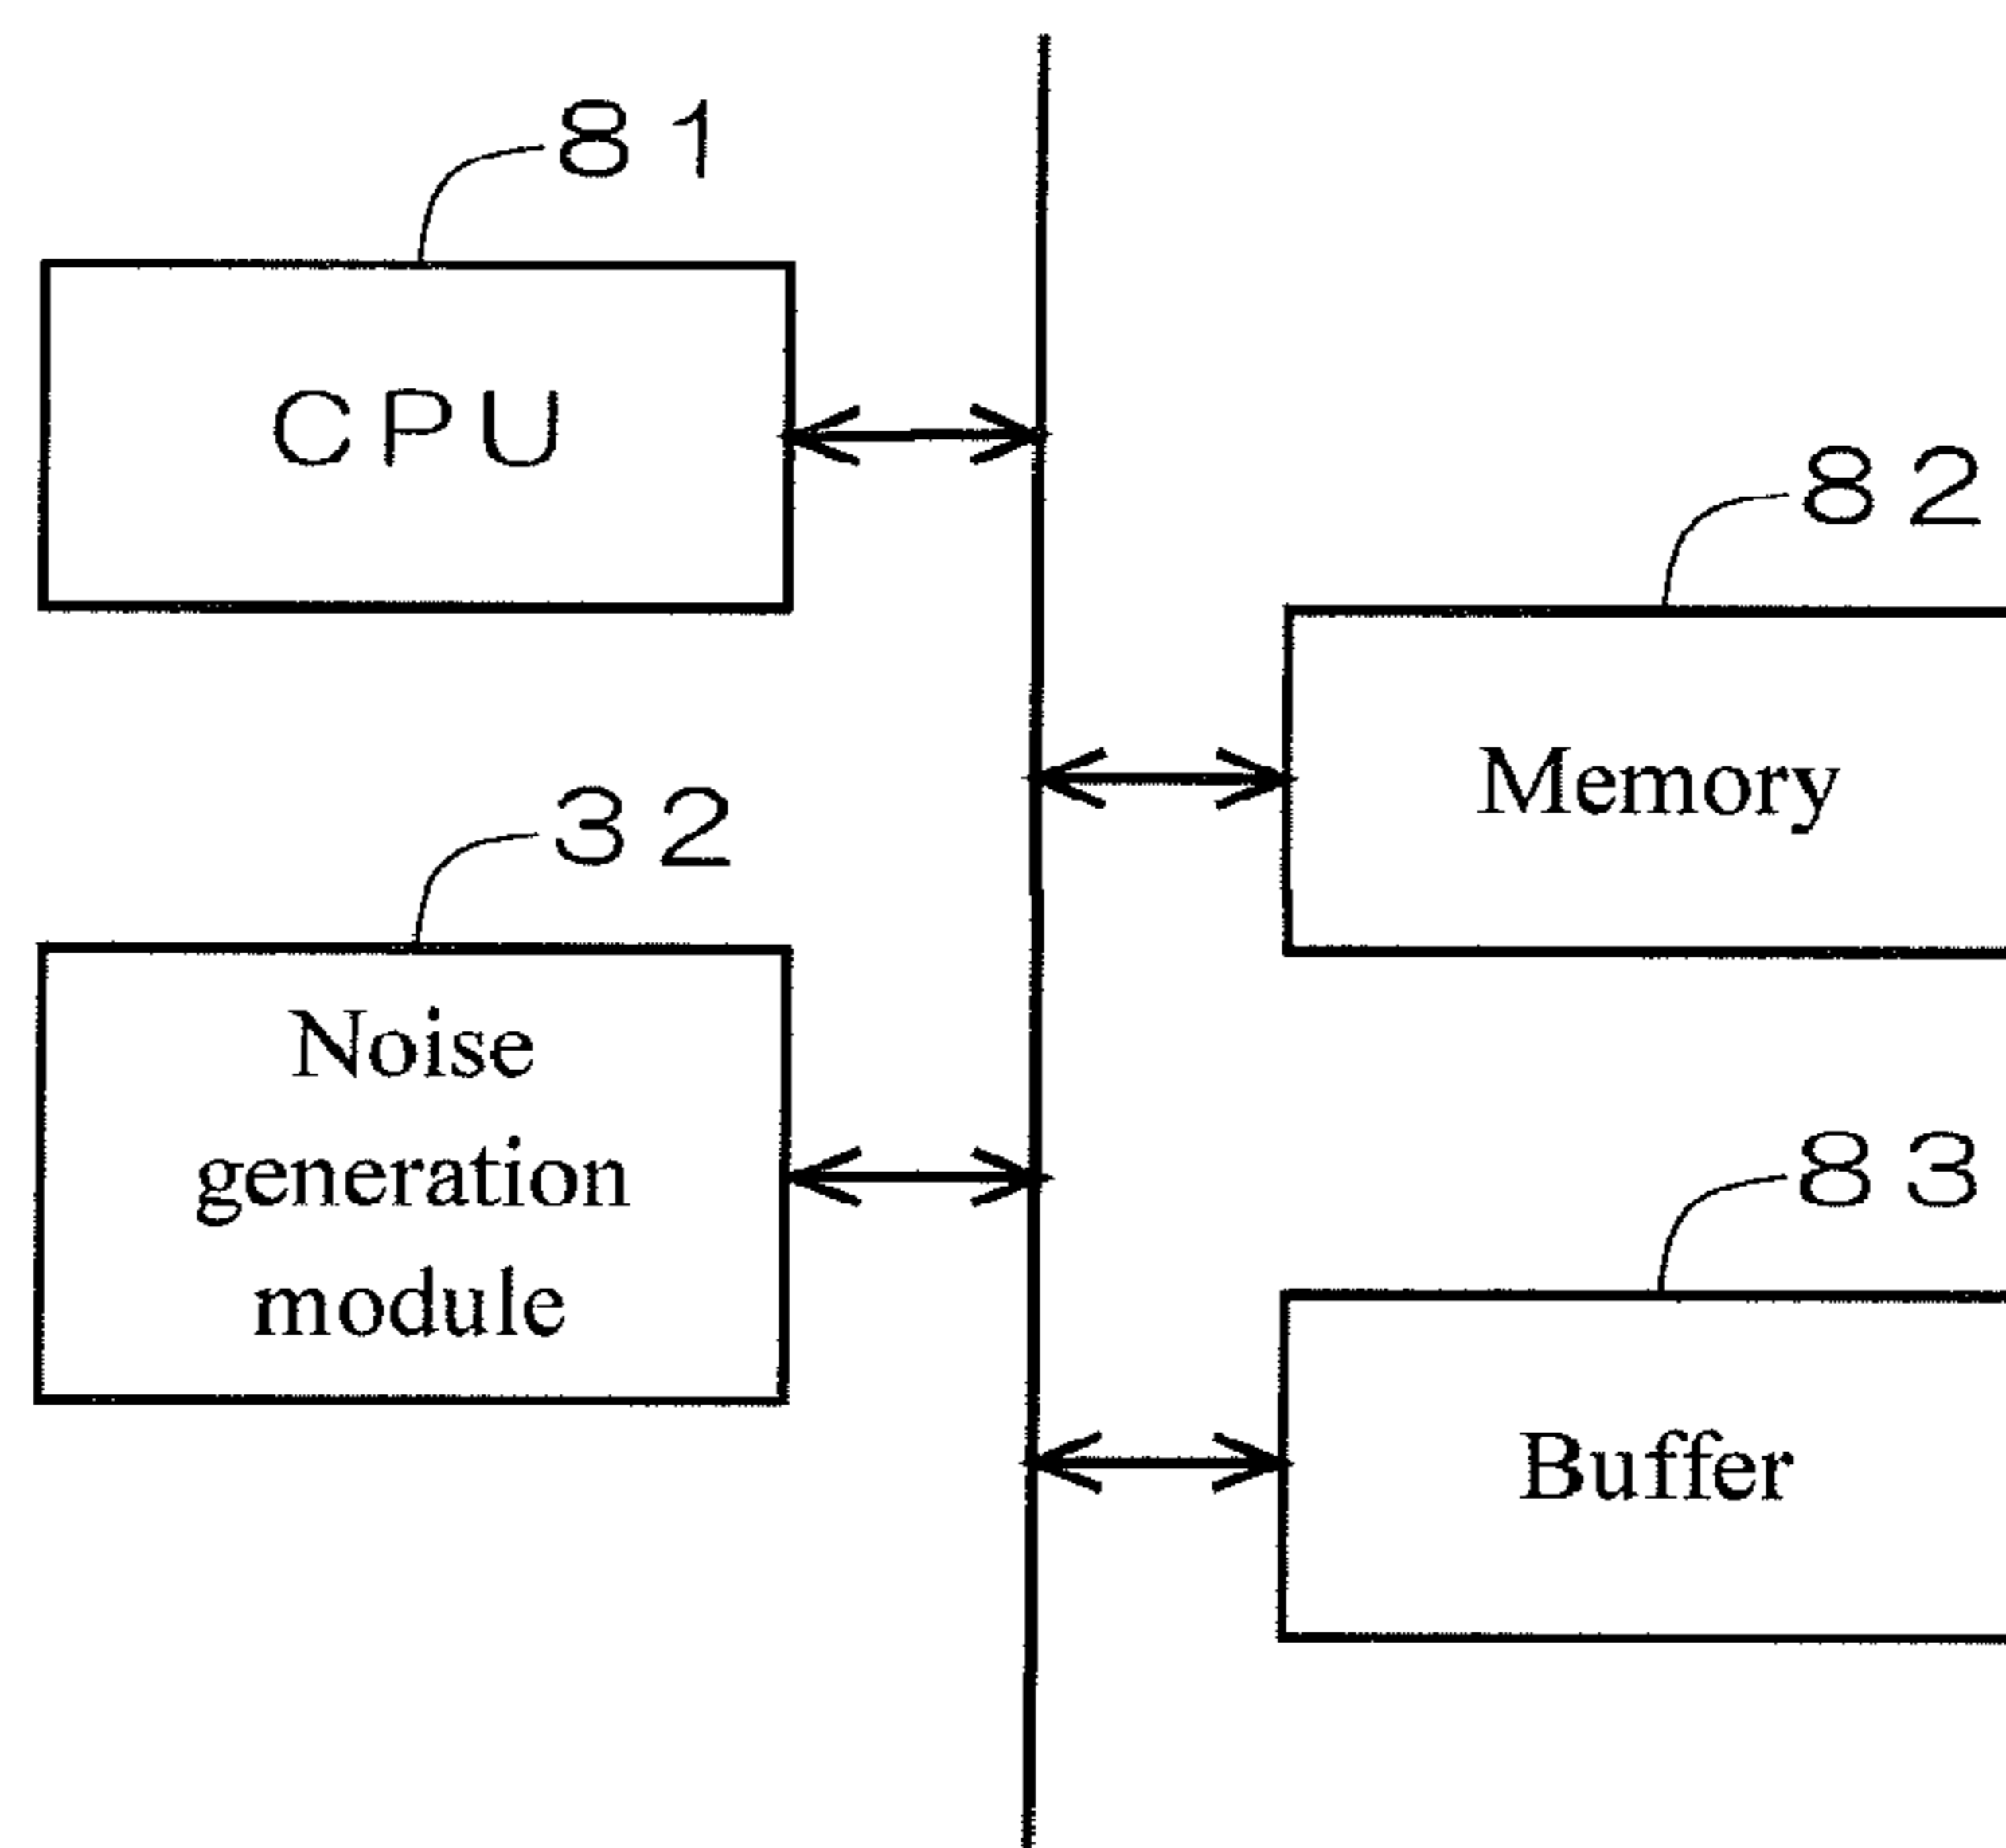 81
CPU
82
Memory
32
Noise
generation
module
83
Buffer